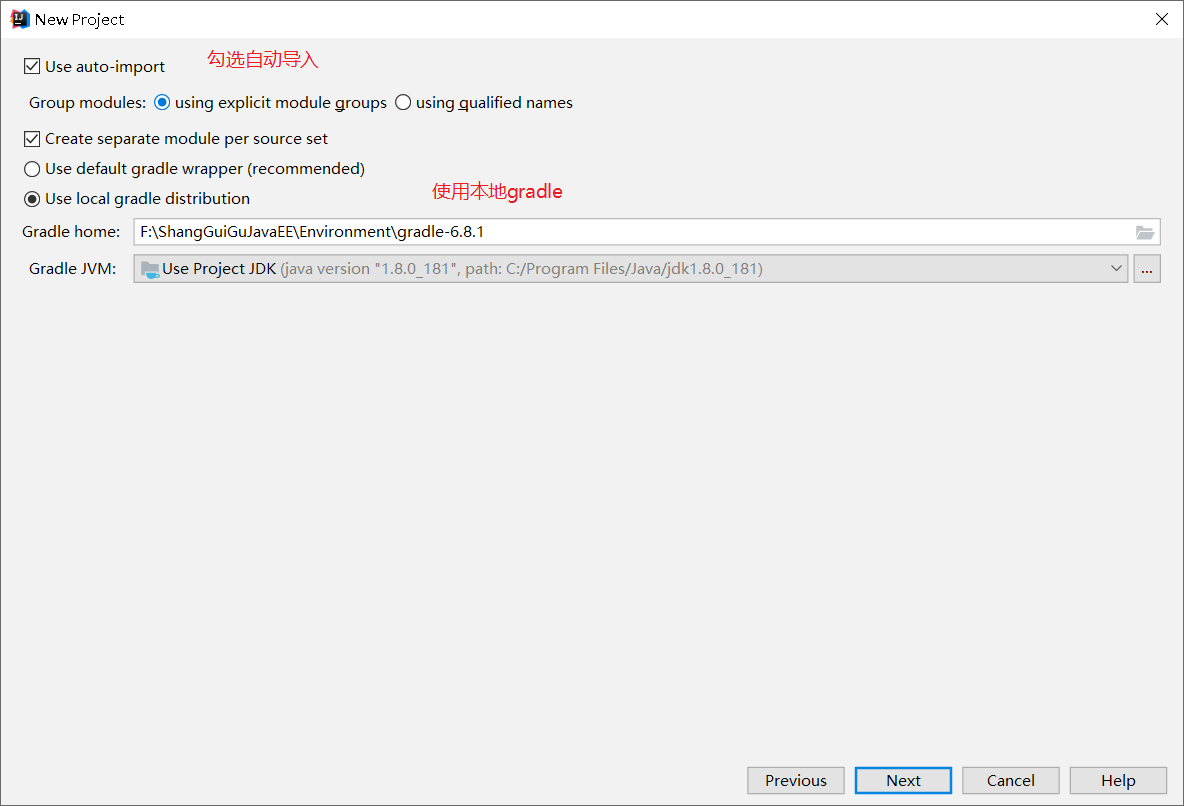 New Project
Use auto-import 勾选自动导入
Group modules: using explicit module groups using qualified names
Create separate module per source set
Use default gradle wrapper (recommended)
Use local gradle distribution 使用本地gradle
Gradle home: F:\ShangGuiGuJavaEE\Environment\gradle-6.8.1
Gradle JVM: Use Project JDK (java version "1.8.0_181", path: C:/Program Files/Java/jdk1.8.0_181) ...
Previous Next Cancel Help